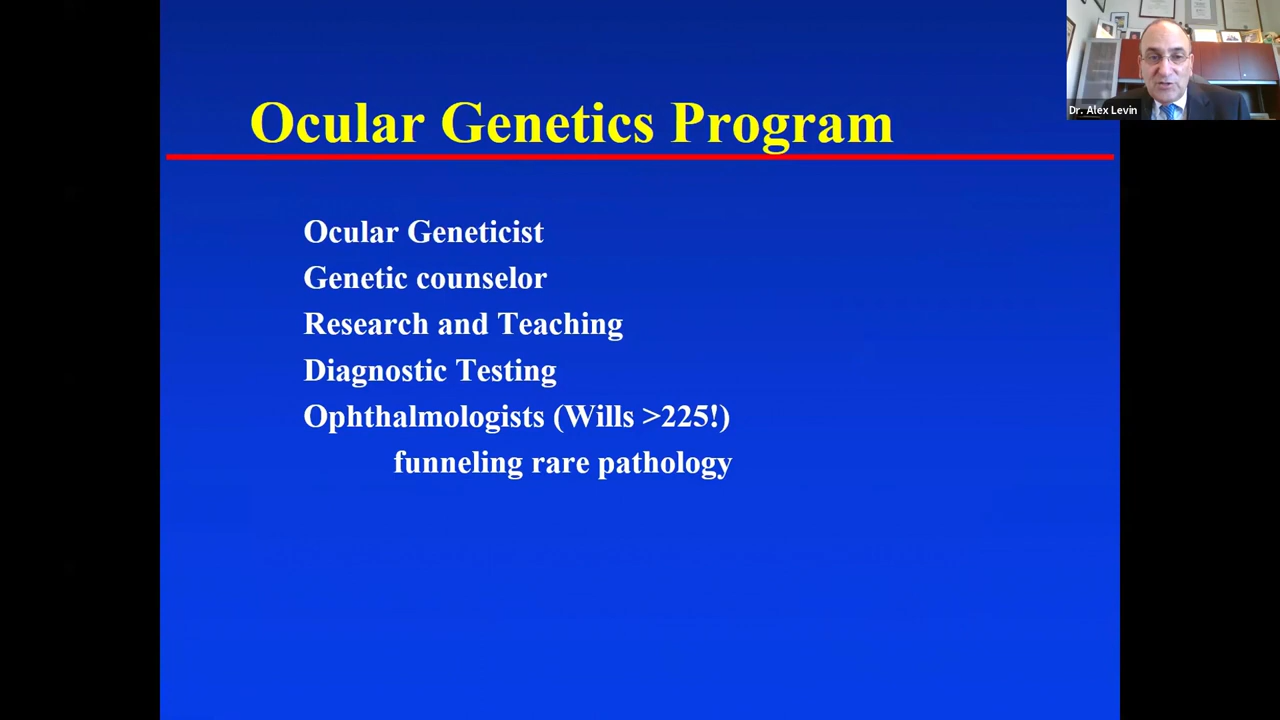 Ocular Genetics Program
Ocular Geneticist
Genetic counselor
Research and Teaching
Diagnostic Testing
Ophthalmologists (Wills >225!)
funneling rare pathology
Dr. Alex Levin